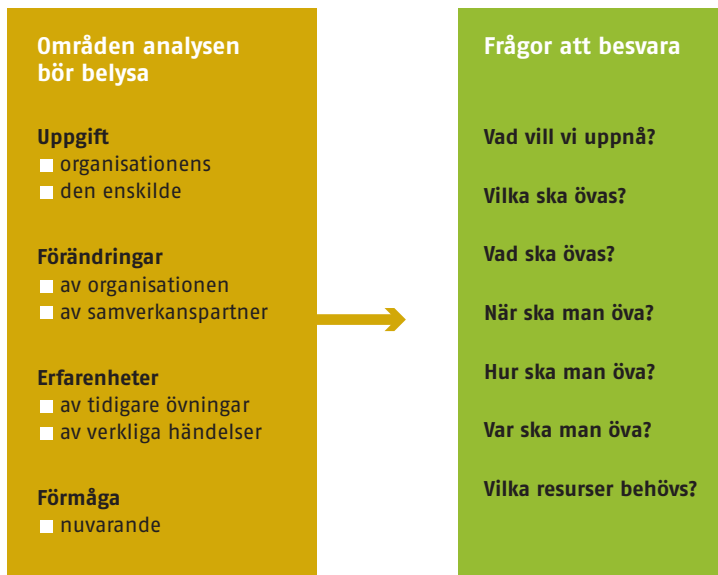 Områden analysen
bör belysa
Uppgift
organisationens
den enskilde
Förändringar
av organisationen
av samverkanspartner
Erfarenheter
av tidigare övningar
av verkliga händelser
Förmåga
nuvarande
Frågor att besvara
Vad vill vi uppnå?
Vilka ska övas?
Vad ska övas?
När ska man öva?
Hur ska man öva?
Var ska man öva?
Vilka resurser behövs?